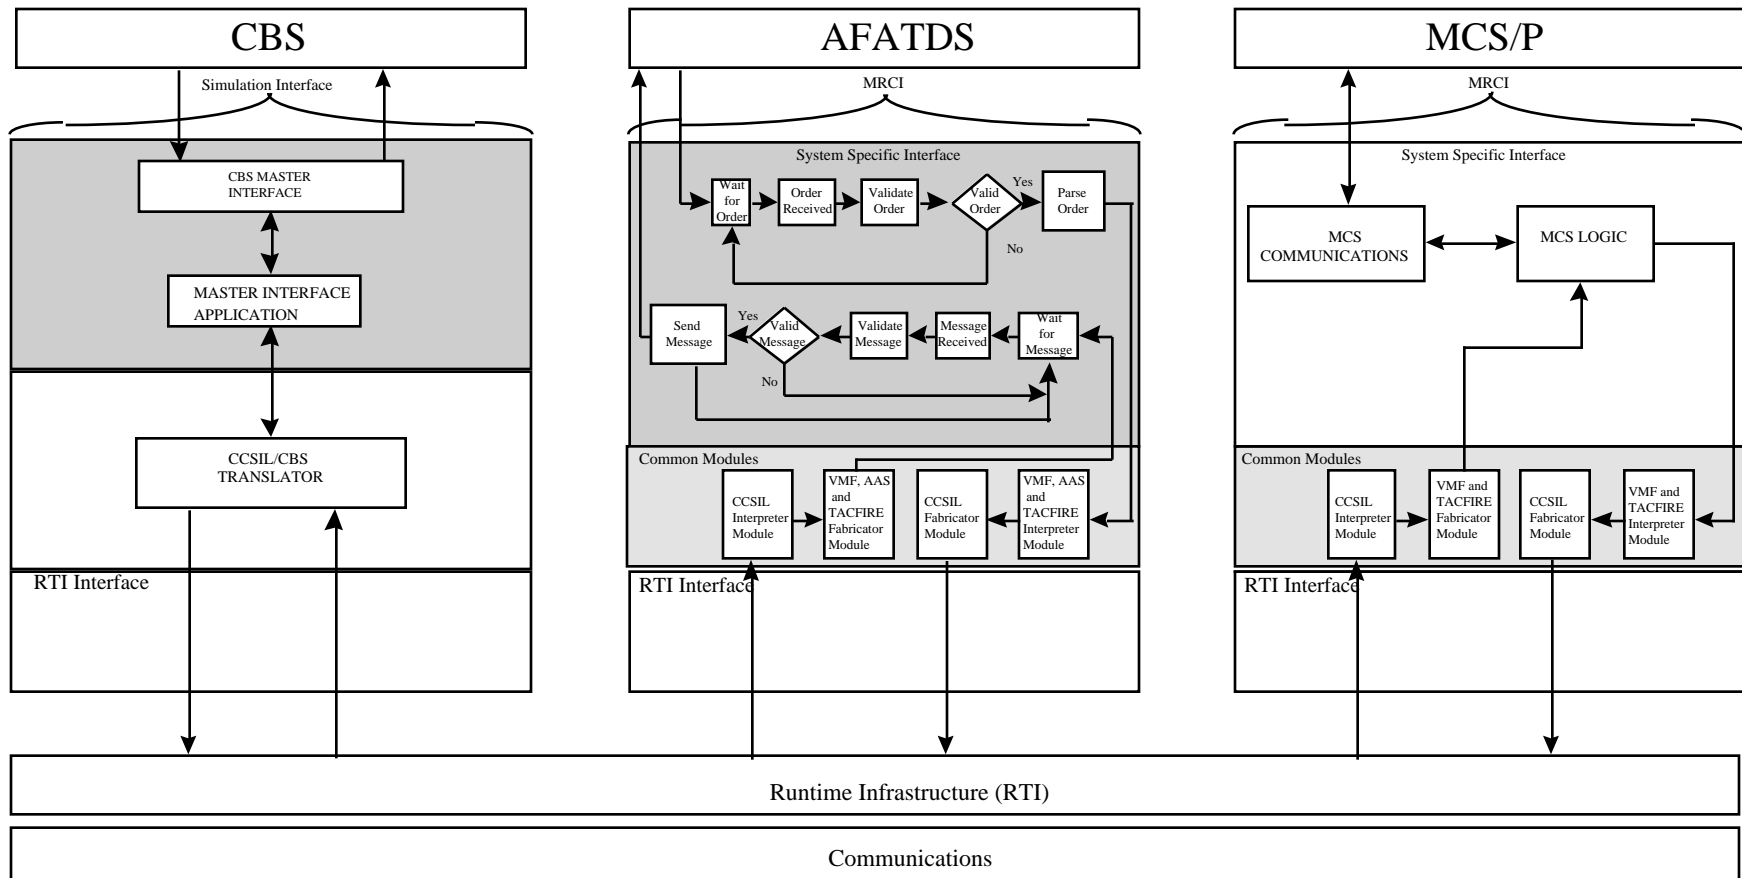 CBS
AFATDS
MCS/P
Simulation Interface
MRCI
MRCI
CBS MASTER
INTERFACE
MASTER INTERFACE
APPLICATION
CCSIL/CBS
TRANSLATOR
RTI Interface
System Specific Interface
Wait
for
Order
Order
Received
Validate
Order
Valid
Order
Yes
No
Parse
Order
Send
Message
Yes
Valid
Message
No
Validate
Message
Message
Received
Wait
for
Message
Common Modules
CCSIL
Interpreter
Module
VMF, AAS
and
TACFIRE
Fabricator
Module
CCSIL
Fabricator
Module
VMF, AAS
and
TACFIRE
Interpreter
Module
RTI Interface
System Specific Interface
MCS
COMMUNICATIONS
MCS LOGIC
Common Modules
CCSIL
Interpreter
Module
VMF and
TACFIRE
Fabricator
Module
CCSIL
Fabricator
Module
VMF and
TACFIRE
Interpreter
Module
RTI Interface
Runtime Infrastructure (RTI)
Communications